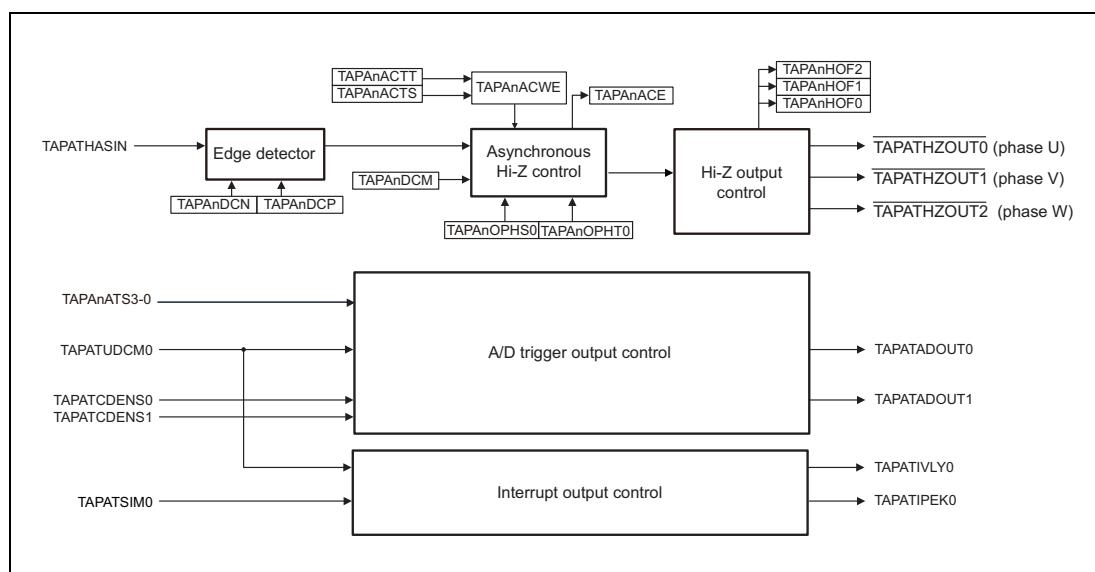 TAPAnACTT
TAPAnACTS
TAPAnACWE
TAPAnACE
TAPAnHOF2
TAPAnHOF1
TAPAnHOF0
TAPATHASIN
Edge detector
TAPAnDCN
TAPAnDCP
TAPAnDCM
Asynchronous
Hi-Z control
TAPAnOPHS0
TAPAnOPHT0
Hi-Z output
control
TAPATHZOUT0 (phase U)
TAPATHZOUT1 (phase V)
TAPATHZOUT2 (phase W)
TAPAnATS3-0
TAPATUDCM0
TAPATCDENS0
TAPATCDENS1
A/D trigger output control
TAPATADOUT0
TAPATADOUT1
TAPATSIM0
Interrupt output control
TAPATIVLY0
TAPATIPEK0